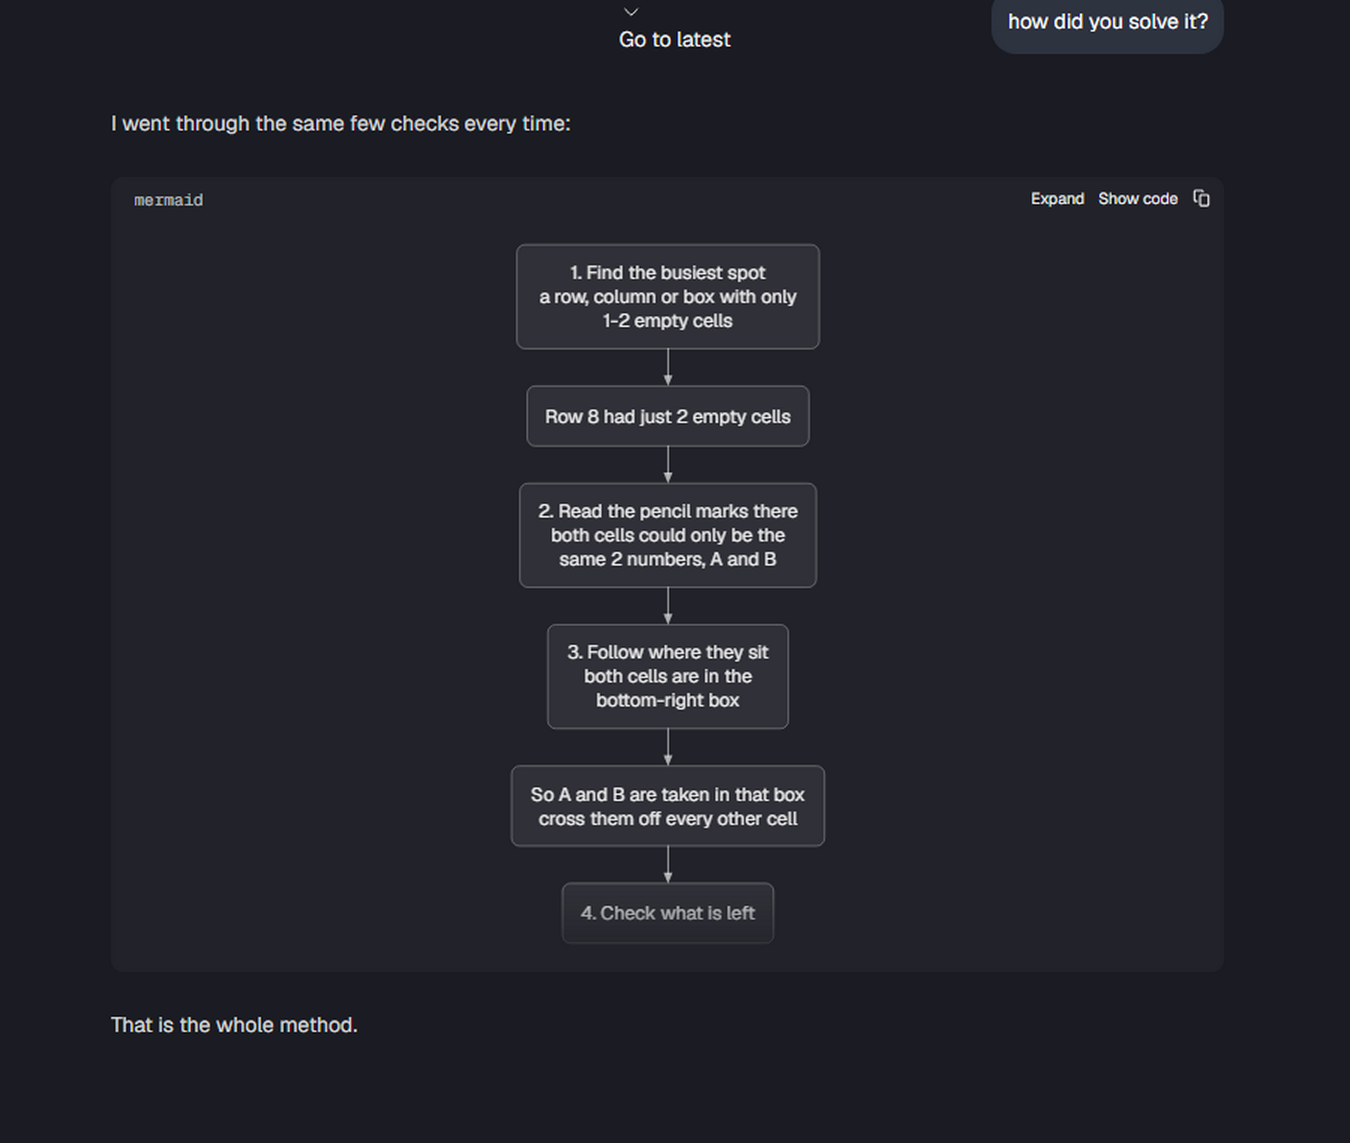 how did you solve it?
Go to latest
I went through the same few checks every time:
mermaid
Expand Show code
1. Find the busiest spot
a row, column or box with only
1-2 empty cells
Row 8 had just 2 empty cells
2. Read the pencil marks there
both cells could only be the
same 2 numbers, A and B
3. Follow where they sit
both cells are in the
bottom-right box
So A and B are taken in that box
cross them off every other cell
4. Check what is left
That is the whole method.